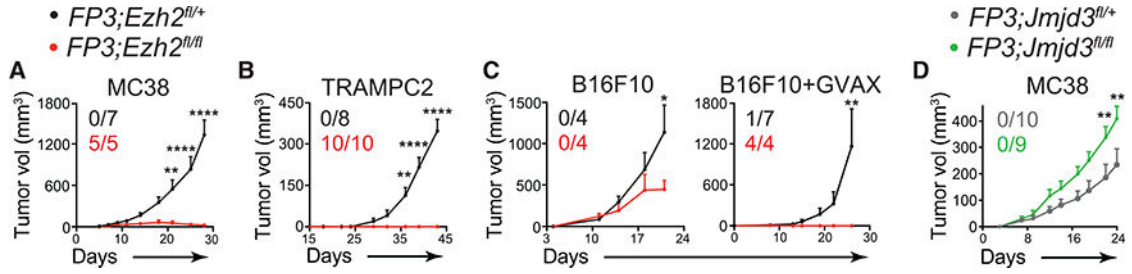 FP3;Ezh2fl/+
FP3;Ezh2fl/fl
FP3;Jmjd3fl/+
FP3;Jmjd3fl/fl
A
MC38
Tumor vol (mm³)
1800
1200
600
0
0/7
5/5
**
****
****
0 10 20 30
Days
B
TRAMPC2
Tumor vol (mm³)
450
300
150
0
0/8
10/10
**
****
****
15 25 35 45
Days
C
B16F10
Tumor vol (mm³)
1500
1000
500
0
0/4
0/4
*
3 10 17 24
Days
B16F10+GVAX
1800
1200
600
0
1/7
4/4
**
0 10 20 30
D
MC38
Tumor vol (mm³)
400
300
200
100
0
0/10
0/9
**
**
0 8 16 24
Days